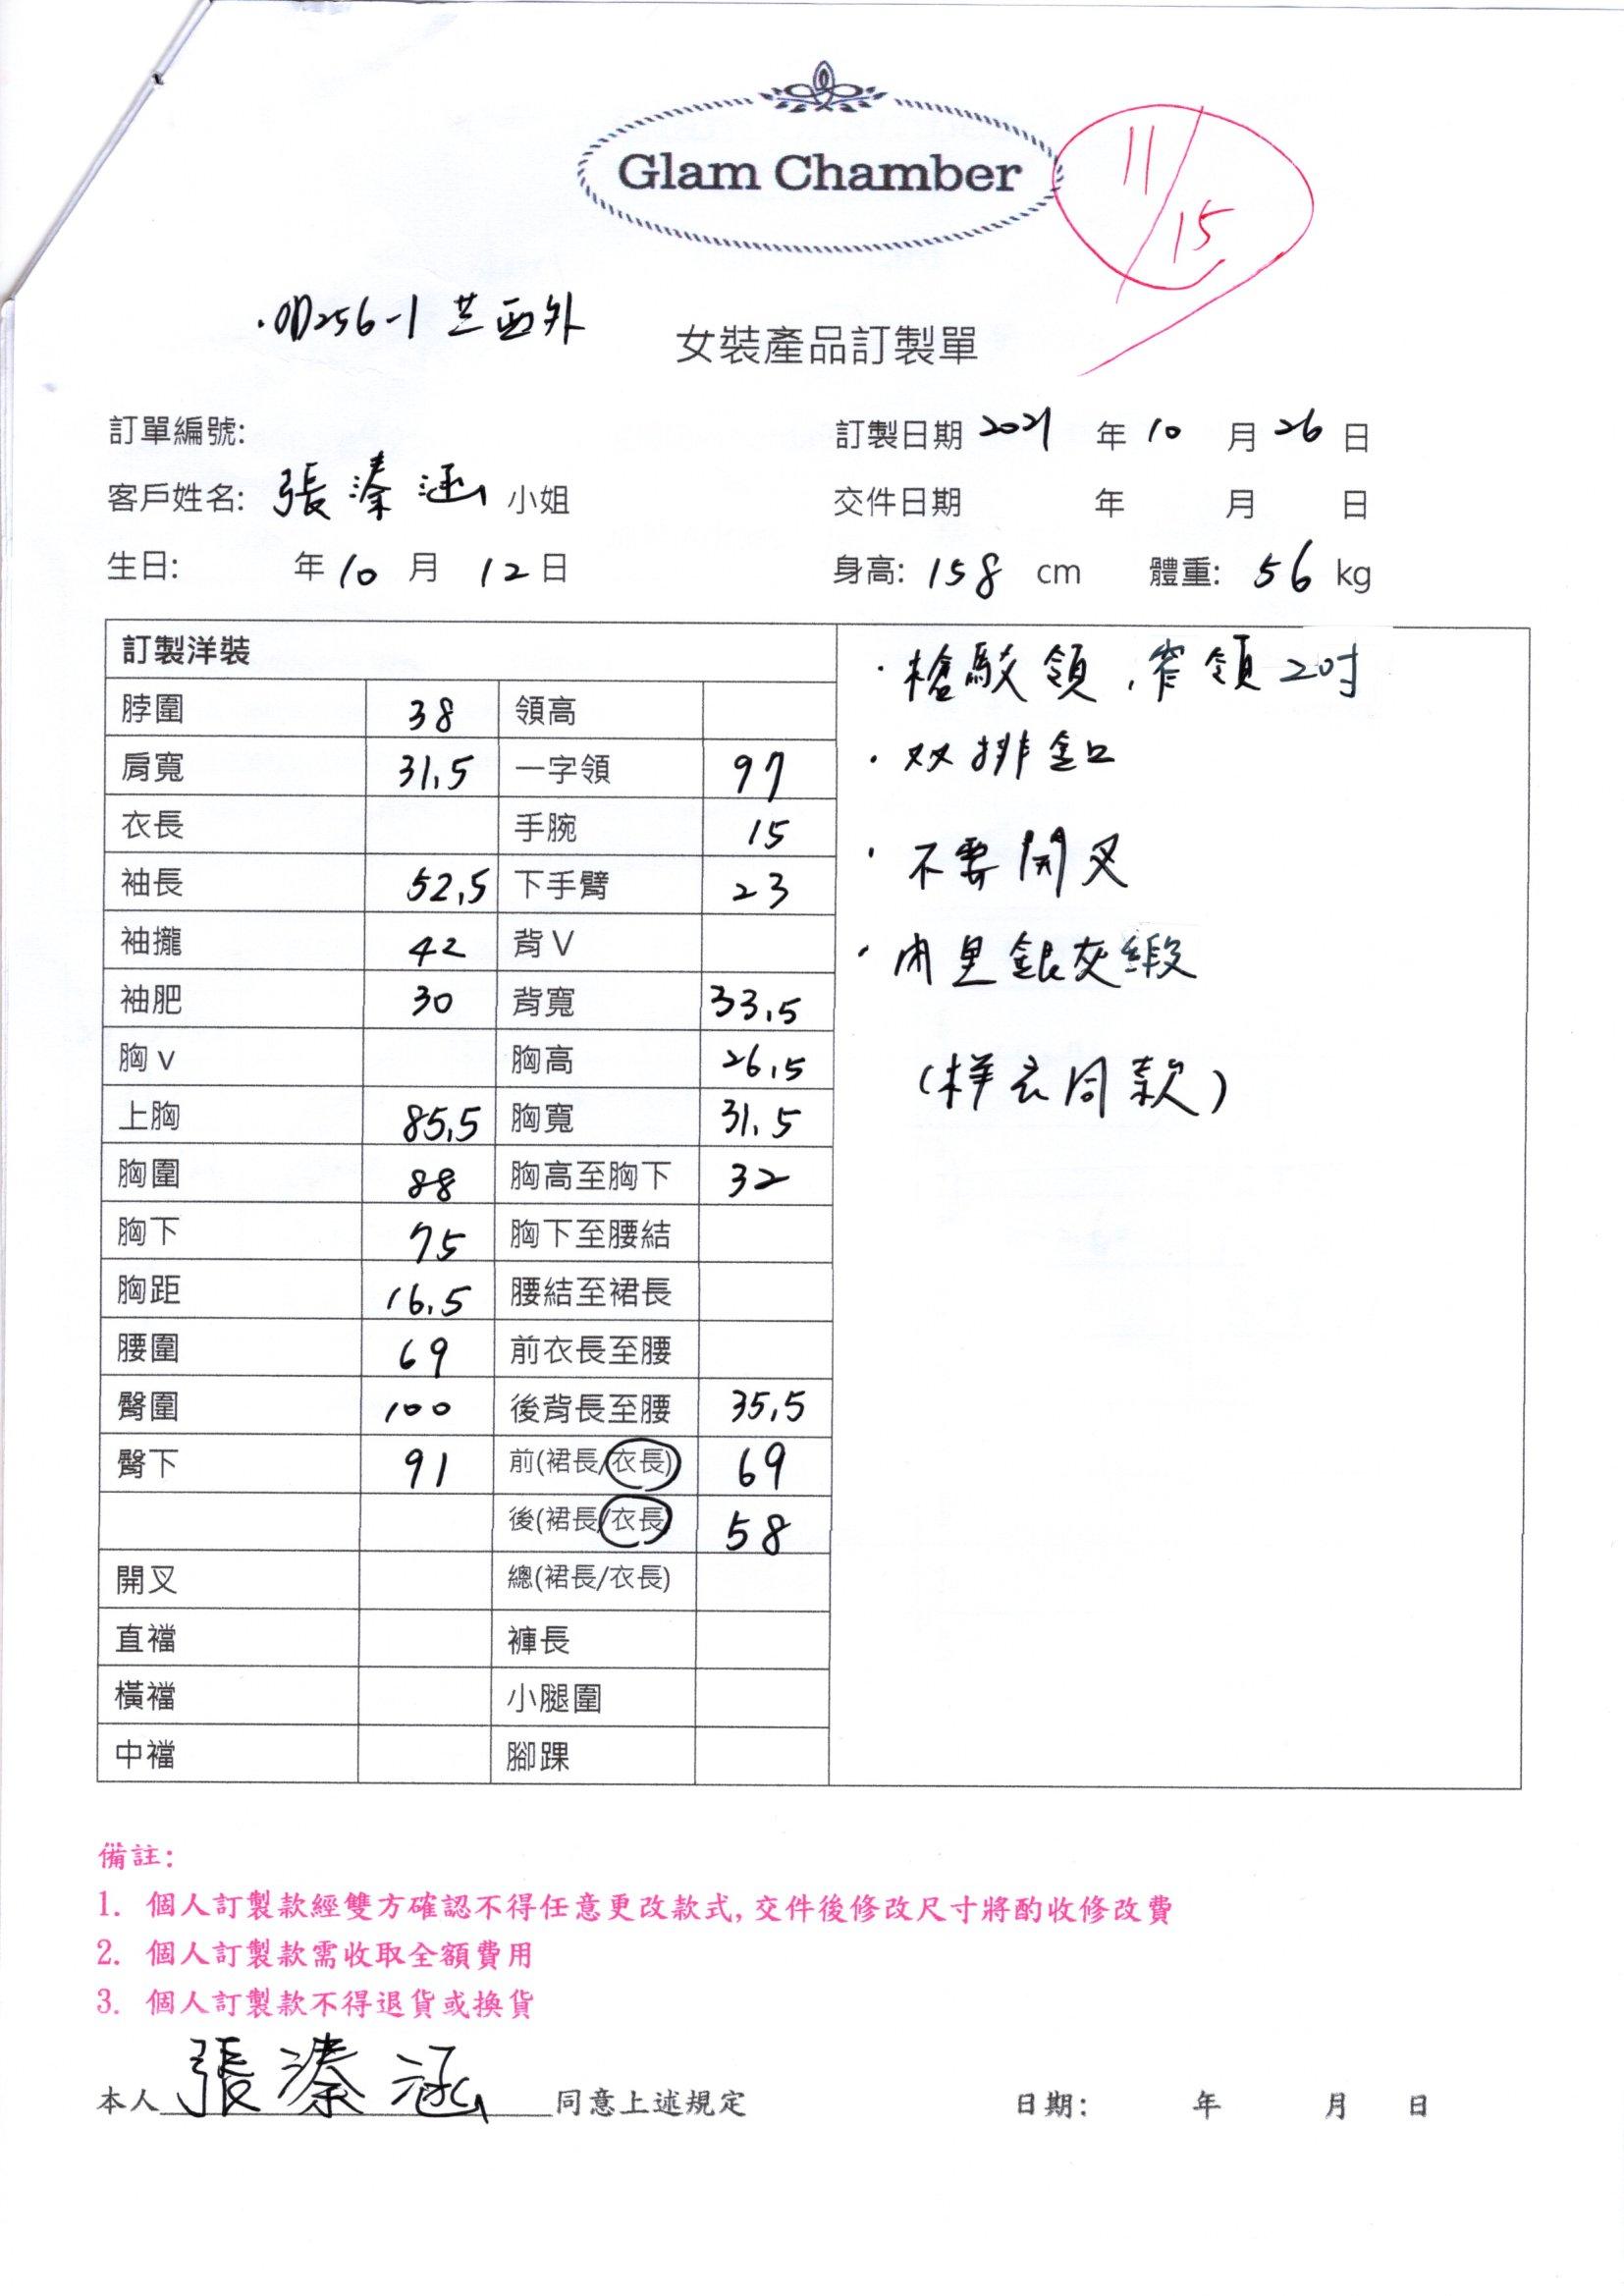 Glam Chamber
11/15
·OD256-1 芸西外
女裝產品訂製單
訂單編號: 訂製日期 2021 年 10 月 26 日
客戶姓名: 張溱涵 小姐 交件日期 年 月 日
生日: 年 10 月 12 日 身高: 158 cm 體重: 56 kg
訂製洋裝
脖圍 38 領高
肩寬 31.5 一字領 97
衣長 手腕 15
袖長 52.5 下手臂 23
袖攏 42 背V
袖肥 30 背寬 33.5
胸v 胸高 26.5
上胸 85.5 胸寬 31.5
胸圍 88 胸高至胸下 32
胸下 75 胸下至腰結
胸距 16.5 腰結至裙長
腰圍 69 前衣長至腰
臀圍 100 後背長至腰 35.5
臀下 91 前(裙長/衣長) 69
後(裙長/衣長) 58
開叉 總(裙長/衣長)
直襠 褲長
橫襠 小腿圍
中襠 腳踝
·槍駁領,窄領2吋
·双排釦
·不要開叉
·內里銀灰緞
(样衣同款)
備註:
1. 個人訂製款經雙方確認不得任意更改款式,交件後修改尺寸將酌收修改費
2. 個人訂製款需收取全額費用
3. 個人訂製款不得退貨或換貨
本人 張溱涵 同意上述規定 日期: 年 月 日